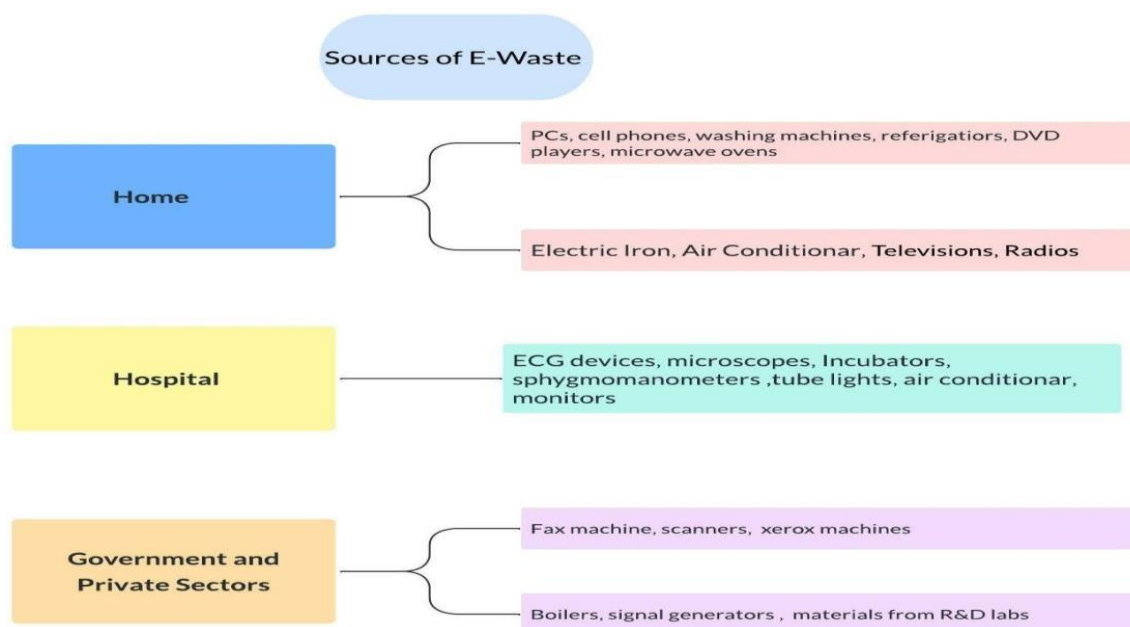 Sources of E-Waste
Home
PCs, cell phones, washing machines, referigatiors, DVD
players, microwave ovens
Electric Iron, Air Conditionar, Televisions, Radios
Hospital
ECG devices, microscopes, Incubators,
sphygmomanometers ,tube lights, air conditionar,
monitors
Government and
Private Sectors
Fax machine, scanners, xerox machines
Boilers, signal generators , materials from R&D labs